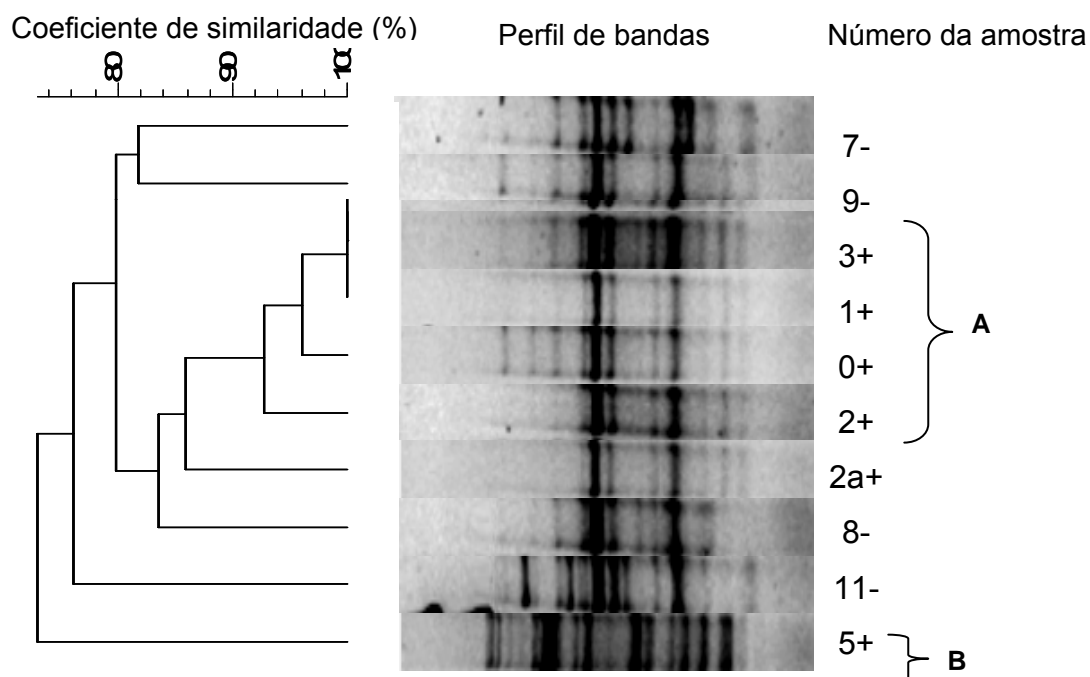 Coeficiente de similaridade (%)
Perfil de bandas
Número da amostra
80
90
100
7-
9-
3+
1+
A
0+
2+
2a+
8-
11-
5+
B